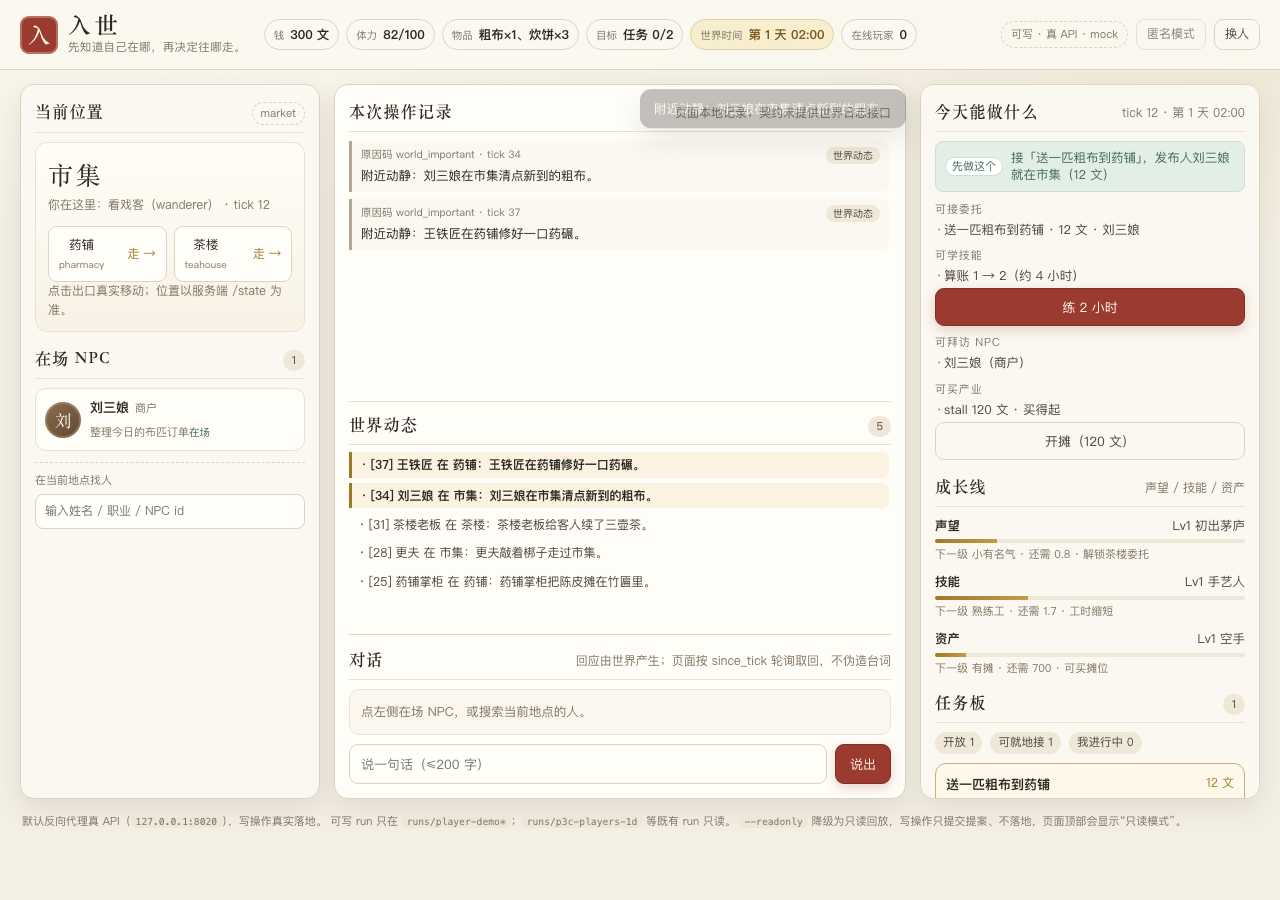 入
入世
先知道自己在哪，再决定往哪走。
钱 300 文
体力 82/100
物品 粗布×1、炊饼×3
目标 任务 0/2
世界时间 第 1 天 02:00
在线玩家 0
可写 · 真 API · mock
匿名模式
换人
当前位置
market
市集
你在这里：看戏客（wanderer） · tick 12
药铺
pharmacy
走 →
茶楼
teahouse
走 →
点击出口真实移动；位置以服务端 /state 为
准。
在场 NPC
1
刘
刘三娘 商户
整理今日的布匹订单在场
在当前地点找人
输入姓名 / 职业 / NPC id
本次操作记录
附近动静：刘三娘在市集清点新到的粗布。
页面本地记录，契约未提供世界日志接口
原因码 world_important · tick 34
世界动态
附近动静：刘三娘在市集清点新到的粗布。
原因码 world_important · tick 37
世界动态
附近动静：王铁匠在药铺修好一口药碾。
世界动态
5
· [37] 王铁匠 在 药铺：王铁匠在药铺修好一口药碾。
· [34] 刘三娘 在 市集：刘三娘在市集清点新到的粗布。
· [31] 茶楼老板 在 茶楼：茶楼老板给客人续了三壶茶。
· [28] 更夫 在 市集：更夫敲着梆子走过市集。
· [25] 药铺掌柜 在 药铺：药铺掌柜把陈皮摊在竹匾里。
对话
回应由世界产生；页面按 since_tick 轮询取回，不伪造台词
点左侧在场 NPC，或搜索当前地点的人。
说一句话（≤200 字）
说出
今天能做什么
tick 12 · 第 1 天 02:00
先做这个
接「送一匹粗布到药铺」，发布人刘三娘
就在市集（12 文）
可接委托
· 送一匹粗布到药铺 · 12 文 · 刘三娘
可学技能
· 算账 1 → 2（约 4 小时）
练 2 小时
可拜访 NPC
· 刘三娘（商户）
可买产业
· stall 120 文 · 买得起
开摊（120 文）
成长线
声望 / 技能 / 资产
声望
Lv1 初出茅庐
下一级 小有名气 · 还需 0.8 · 解锁茶楼委托
技能
Lv1 手艺人
下一级 熟练工 · 还需 1.7 · 工时缩短
资产
Lv1 空手
下一级 有摊 · 还需 700 · 可买摊位
任务板
1
开放 1
可就地接 1
我进行中 0
送一匹粗布到药铺
12 文
默认反向代理真 API（ 127.0.0.1:8020 ），写操作真实落地。 可写 run 只在 runs/player-demo* ； runs/p3c-players-1d 等既有 run 只读。 --readonly 降级为只读回放，写操作只提交提案、不落地，页面顶部会显示“只读模式”。